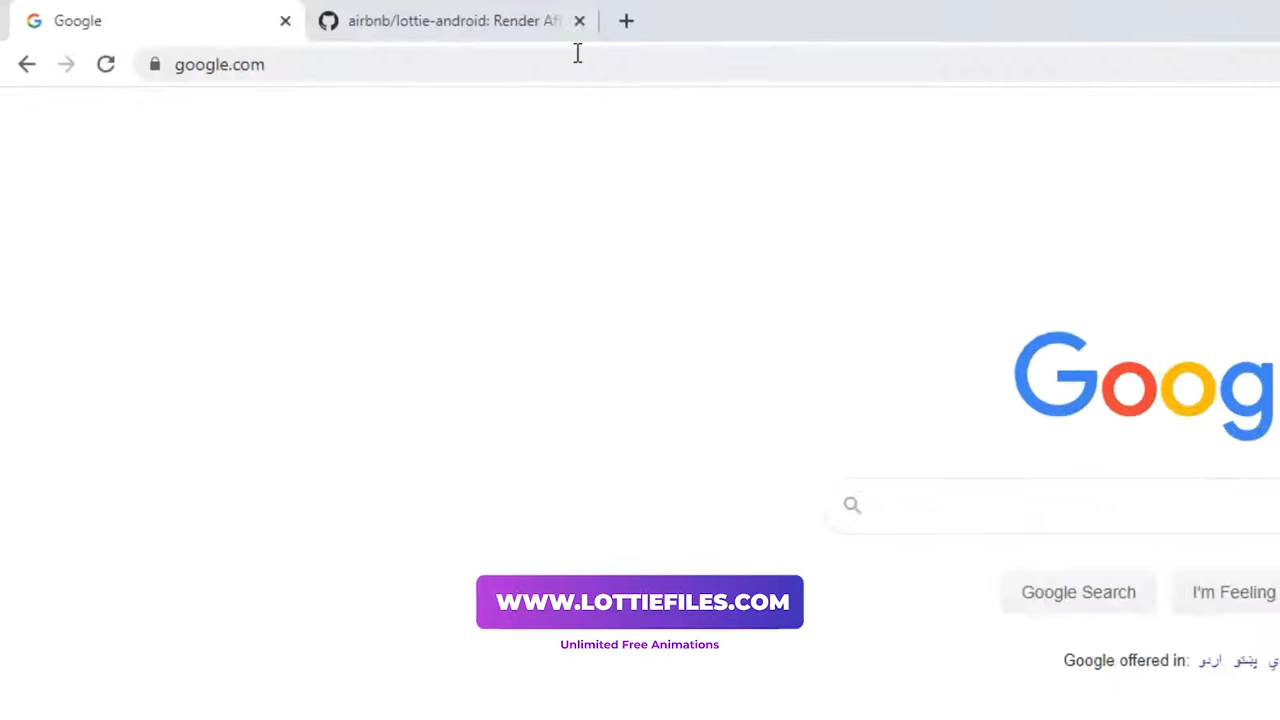 Google
airbnb/lottie-android: Render Af
google.com
Goog
WWW.LOTTIEFILES.COM
Unlimited Free Animations
Google Search
I'm Feeling
Google offered in: اردو پښتو